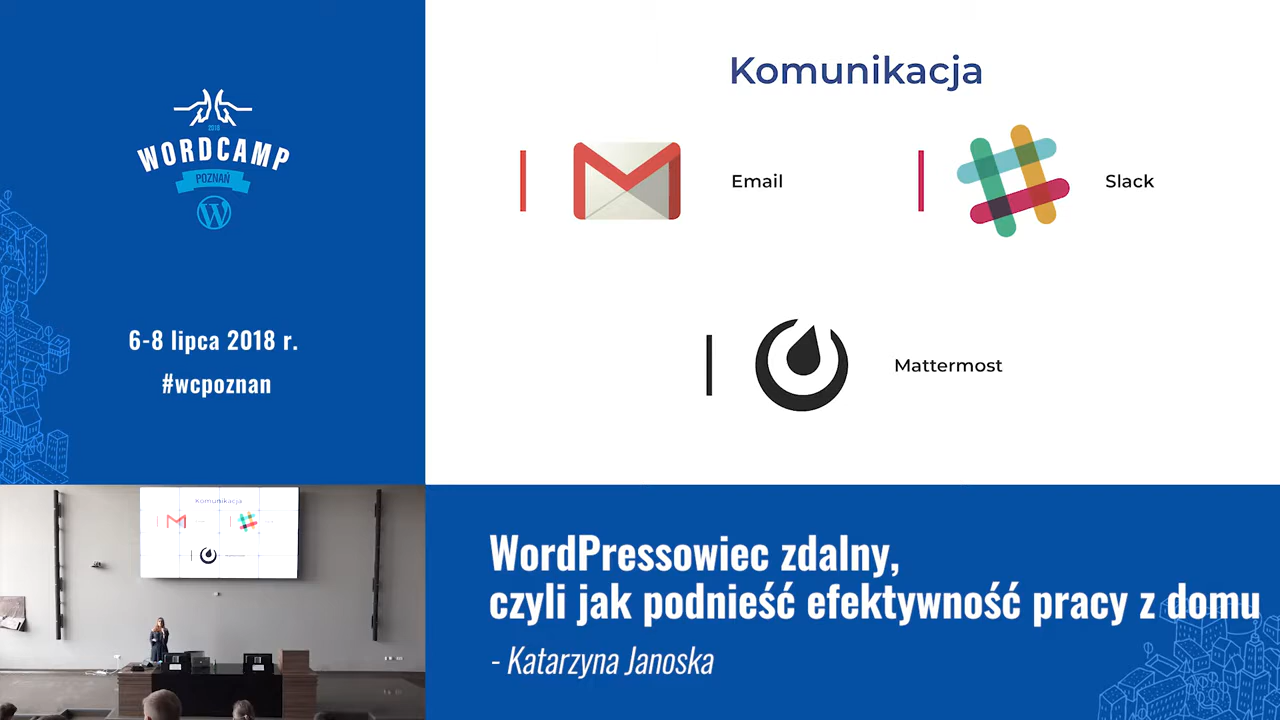 2018
WORDCAMP
POZNAŃ
6-8 lipca 2018 r.
#wcpoznan
Komunikacja
Email
Slack
Mattermost
Komunikacja
WordPressowiec zdalny,
czyli jak podnieść efektywność pracy z domu
- Katarzyna Janoska